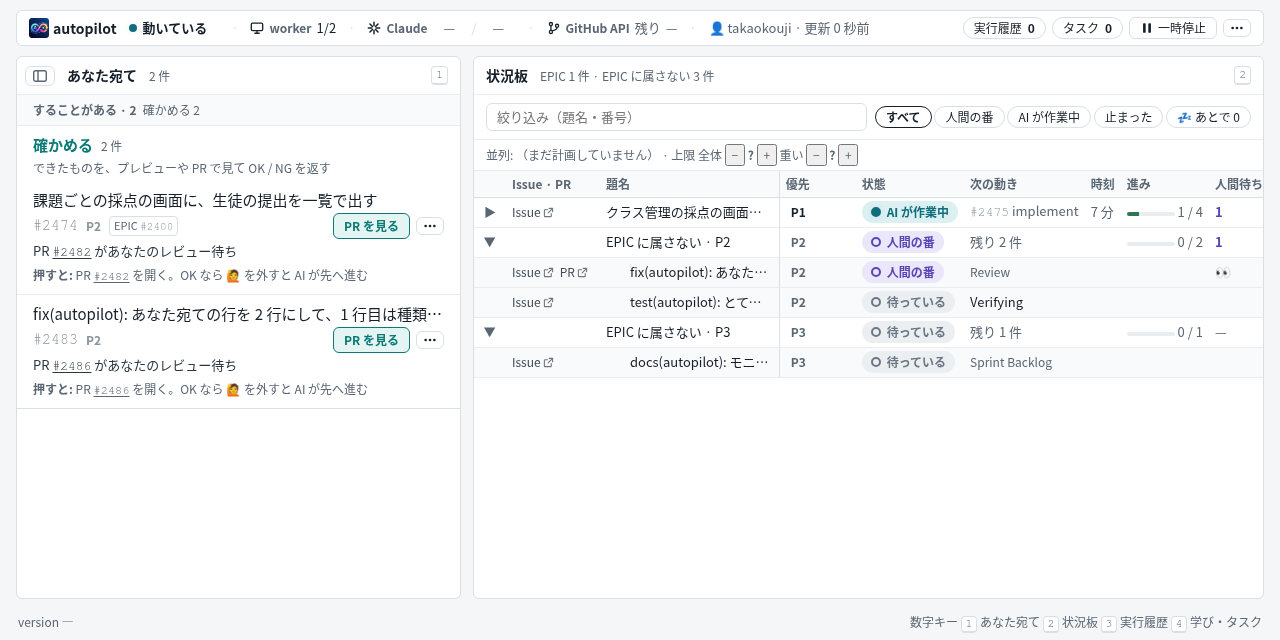 autopilot 動いている · worker 1/2 · Claude — / — · GitHub API 残り — · takaokouji · 更新 0 秒前 実行履歴 0 タスク 0 一時停止 ···
あなた宛て 2 件 1
することがある · 2 確かめる 2
確かめる 2 件
できたものを、プレビューや PR で見て OK / NG を返す
課題ごとの採点の画面に、生徒の提出を一覧で出す
#2474 P2 EPIC #2400 PR を見る ···
PR #2482 があなたのレビュー待ち
押すと: PR #2482 を開く。OK なら 🙋 を外すと AI が先へ進む
fix(autopilot): あなた宛ての行を 2 行にして、1 行目は種類…
#2483 P2 PR を見る ···
PR #2486 があなたのレビュー待ち
押すと: PR #2486 を開く。OK なら 🙋 を外すと AI が先へ進む
状況板 EPIC 1 件 · EPIC に属さない 3 件 2
絞り込み（題名・番号） すべて 人間の番 AI が作業中 止まった 💤 あとで 0
並列: （まだ計画していません） · 上限 全体 − ? + 重い − ? +
Issue · PR 題名 優先 状態 次の動き 時刻 進み 人間待ち
▶ Issue クラス管理の採点の画面… P1 AI が作業中 #2475 implement 7 分 1 / 4 1
▼ EPIC に属さない · P2 P2 人間の番 残り 2 件 0 / 2 1
Issue PR fix(autopilot): あなた… P2 人間の番 Review 👀
Issue test(autopilot): とて… P2 待っている Verifying
▼ EPIC に属さない · P3 P3 待っている 残り 1 件 0 / 1 —
Issue docs(autopilot): モニ… P3 待っている Sprint Backlog
version —
数字キー 1 あなた宛て 2 状況板 3 実行履歴 4 学び・タスク